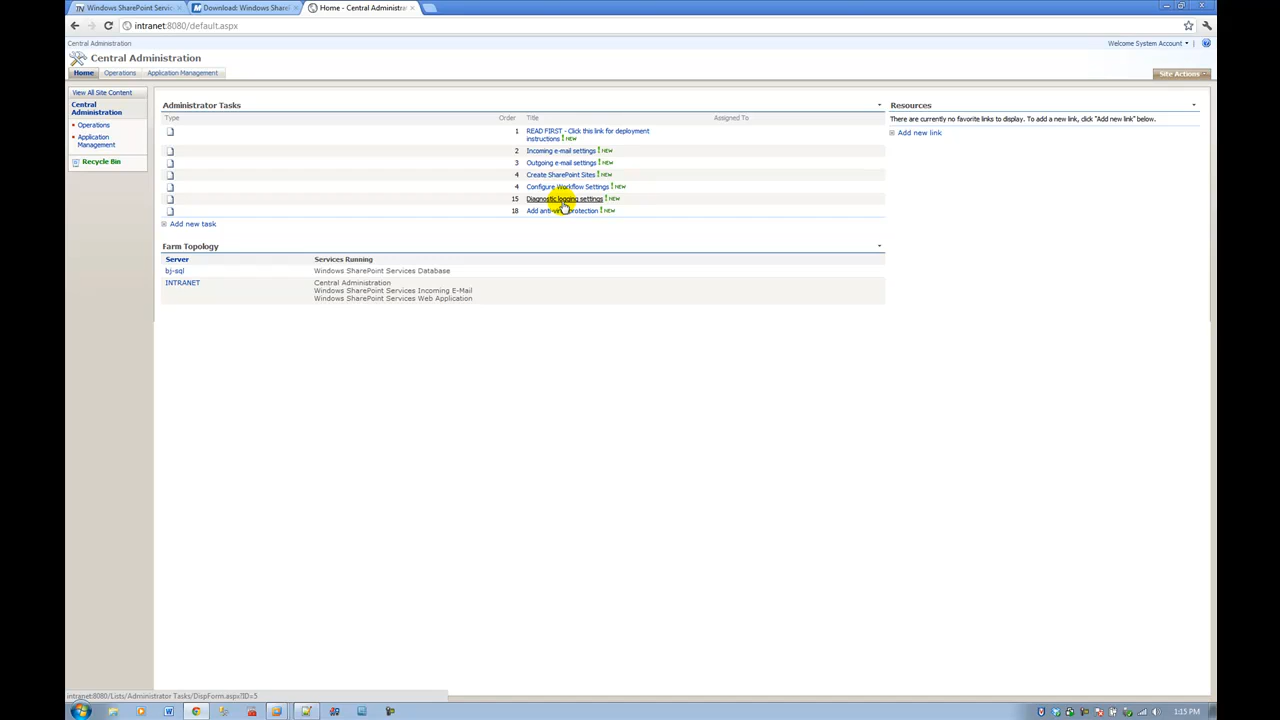 Windows SharePoint Servic
Download: Windows ShareP
Home - Central Administrat
intranet:8080/default.aspx
Central Administration
Welcome System Account
Central Administration
Home
Operations
Application Management
Site Actions
View All Site Content
Central
Administration
Operations
Application
Management
Recycle Bin
Administrator Tasks
Type Order Title Assigned To
1 READ FIRST - Click this link for deployment
instructions ! NEW
2 Incoming e-mail settings ! NEW
3 Outgoing e-mail settings ! NEW
4 Create SharePoint Sites ! NEW
4 Configure Workflow Settings ! NEW
15 Diagnostic logging settings ! NEW
18 Add anti-virus protection ! NEW
Add new task
Farm Topology
Server Services Running
bj-sql Windows SharePoint Services Database
INTRANET Central Administration
Windows SharePoint Services Incoming E-Mail
Windows SharePoint Services Web Application
Resources
There are currently no favorite links to display. To add a new link, click "Add new link" below.
Add new link
intranet:8080/Lists/Administrator Tasks/DispForm.aspx?ID=5
1:15 PM